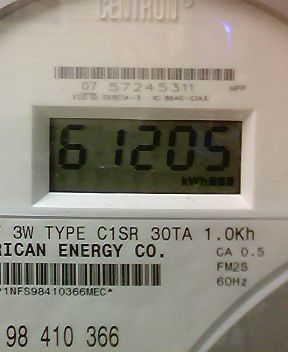 CENTRON®
07 57245311
61205
kWh
3W TYPE C1SR 30TA 1.0Kh
RICAN ENERGY CO.
CA 0.5
FM2S
60Hz
1NFS98410366MEC*
98 410 366